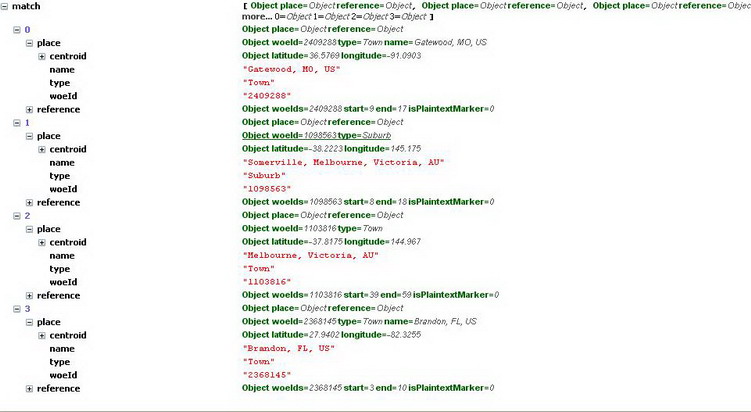 match [ Object place=Object reference=Object, Object place=Object reference=Object, Object place=Object reference=Object,
more... 0=Object 1=Object 2=Object 3=Object ]
0 Object place=Object reference=Object
place Object woeId=2409288 type=Town name=Gatewood, MO, US
centroid Object latitude=36.5769 longitude=-91.0903
name "Gatewood, MO, US"
type "Town"
woeId "2409288"
reference Object woeIds=2409288 start=9 end=17 isPlaintextMarker=0
1 Object place=Object reference=Object
place Object woeId=1098563 type=Suburb
centroid Object latitude=-38.2223 longitude=145.175
name "Somerville, Melbourne, Victoria, AU"
type "Suburb"
woeId "1098563"
reference Object woeIds=1098563 start=8 end=18 isPlaintextMarker=0
2 Object place=Object reference=Object
place Object woeId=1103816 type=Town
centroid Object latitude=-37.8175 longitude=144.967
name "Melbourne, Victoria, AU"
type "Town"
woeId "1103816"
reference Object woeIds=1103816 start=39 end=59 isPlaintextMarker=0
3 Object place=Object reference=Object
place Object woeId=2368145 type=Town name=Brandon, FL, US
centroid Object latitude=27.9402 longitude=-82.3255
name "Brandon, FL, US"
type "Town"
woeId "2368145"
reference Object woeIds=2368145 start=3 end=10 isPlaintextMarker=0